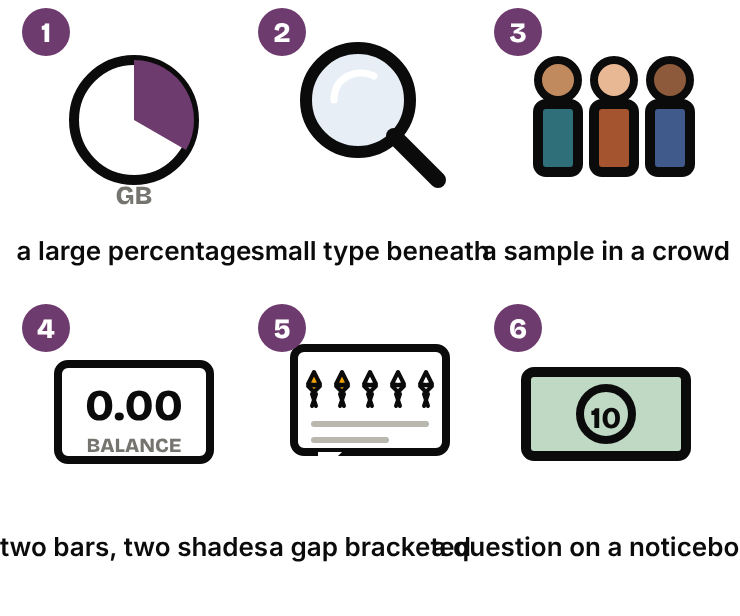 1
2
3
GB
a large percentage
small type beneath
a sample in a crowd
4
5
6
0.00
BALANCE
10
two bars, two shades
a gap bracketed
a question on a noticebo